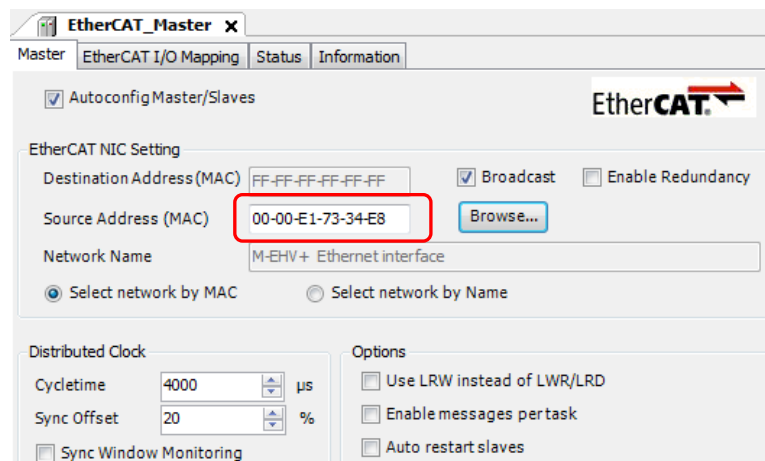 EtherCAT_Master x
Master EtherCAT I/O Mapping Status Information
Autoconfig Master/Slaves
EtherCAT.
EtherCAT NIC Setting
Destination Address (MAC) FF-FF-FF-FF-FF-FF Broadcast Enable Redundancy
Source Address (MAC) 00-00-E1-73-34-E8 Browse...
Network Name M-EHV+ Ethernet interface
Select network by MAC Select network by Name
Distributed Clock Options
Cycletime 4000 µs Use LRW instead of LWR/LRD
Sync Offset 20 % Enable messages per task
Sync Window Monitoring Auto restart slaves